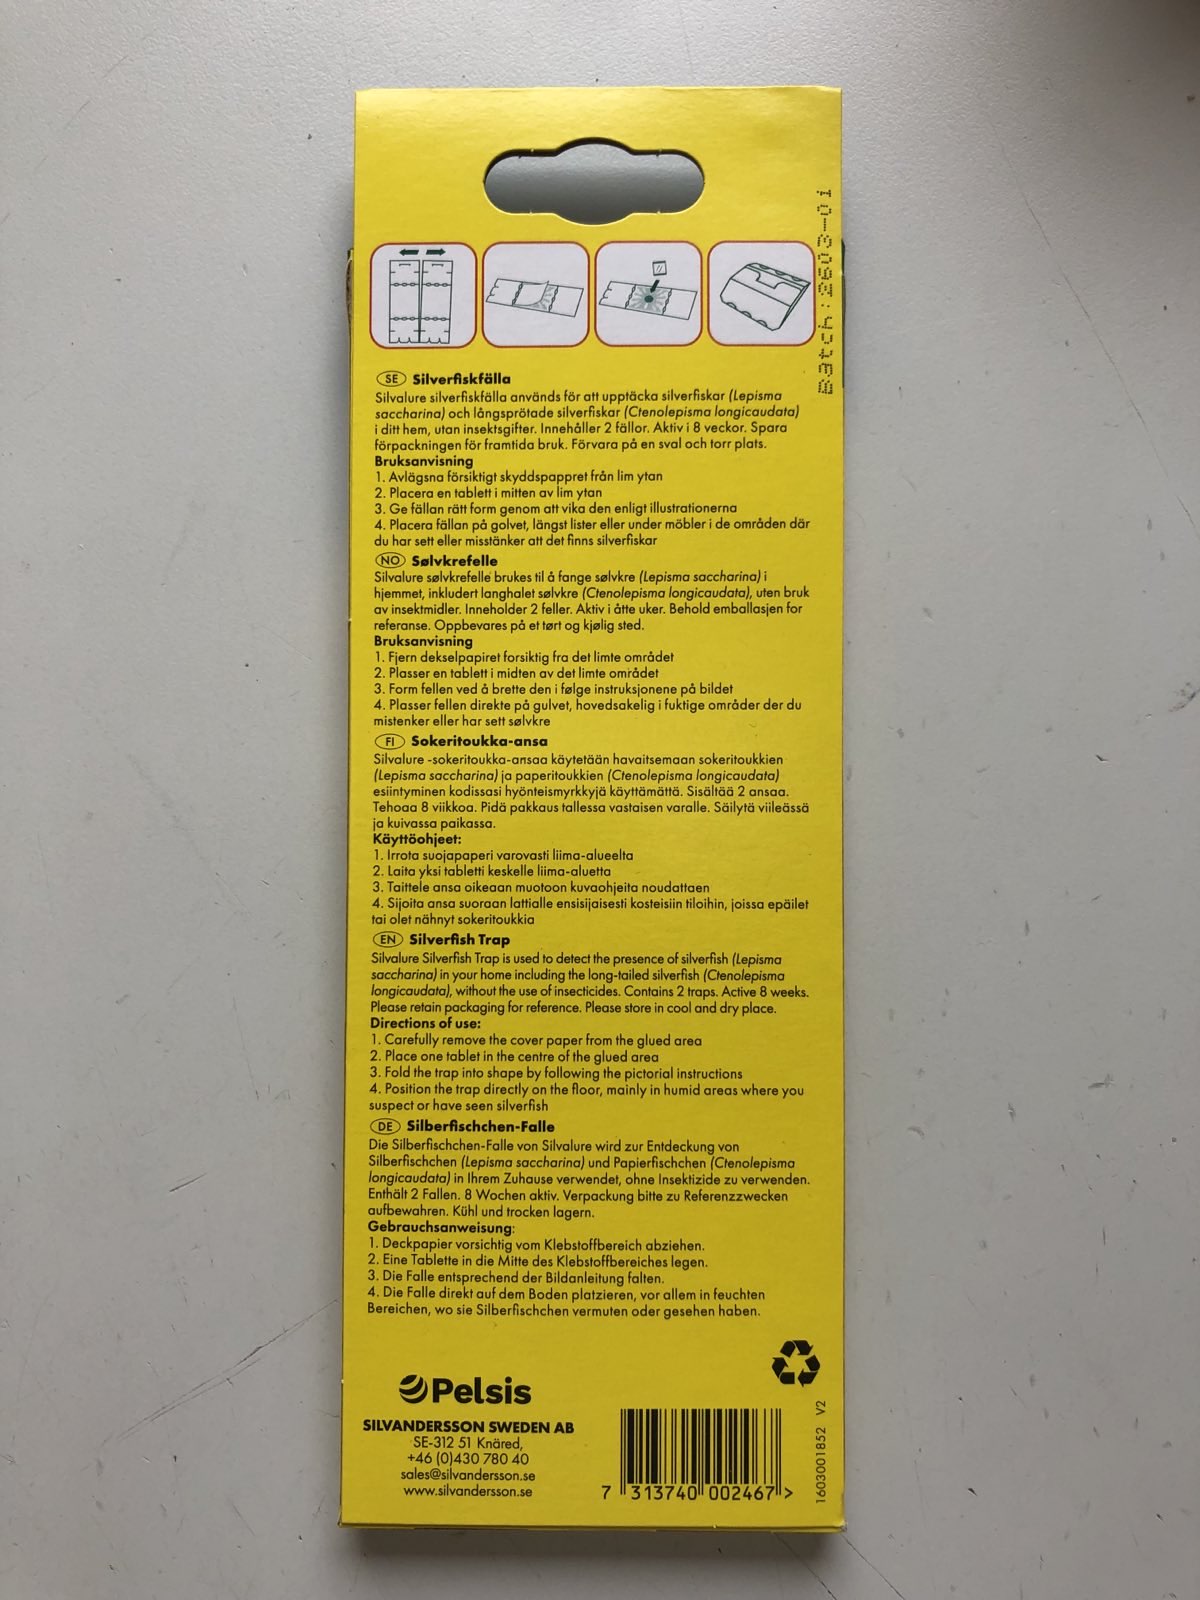 Batch:2603-01
SE Silverfiskfälla
Silvalure silverfiskfälla används för att upptäcka silverfiskar (Lepisma
saccharina) och långsprötade silverfiskar (Ctenolepisma longicaudata)
i ditt hem, utan insektsgifter. Innehåller 2 fällor. Aktiv i 8 veckor. Spara
förpackningen för framtida bruk. Förvara på en sval och torr plats.
Bruksanvisning
1. Avlägsna försiktigt skyddspappret från lim ytan
2. Placera en tablett i mitten av lim ytan
3. Ge fällan rätt form genom att vika den enligt illustrationerna
4. Placera fällan på golvet, längst lister eller under möbler i de områden där
du har sett eller misstänker att det finns silverfiskar
NO Sølvkrefelle
Silvalure sølvkrefelle brukes til å fange sølvkre (Lepisma saccharina) i
hjemmet, inkludert langhalet sølvkre (Ctenolepisma longicaudata), uten bruk
av insektmidler. Inneholder 2 feller. Aktiv i åtte uker. Behold emballasjen for
referanse. Oppbevares på et tørt og kjølig sted.
Bruksanvisning
1. Fjern dekselpapiret forsiktig fra det limte området
2. Plasser en tablett i midten av det limte området
3. Form fellen ved å brette den i følge instruksjonene på bildet
4. Plasser fellen direkte på gulvet, hovedsakelig i fuktige områder der du
mistenker eller har sett sølvkre
FI Sokeritoukka-ansa
Silvalure -sokeritoukka-ansaa käytetään havaitsemaan sokeritoukkien
(Lepisma saccharina) ja paperitoukkien (Ctenolepisma longicaudata)
esiintyminen kodissasi hyönteismyrkkyjä käyttämättä. Sisältää 2 ansaa.
Tehoaa 8 viikkoa. Pidä pakkaus tallessa vastaisen varalle. Säilytä viileässä
ja kuivassa paikassa.
Käyttöohjeet:
1. Irrota suojapaperi varovasti liima-alueelta
2. Laita yksi tabletti keskelle liima-aluetta
3. Taittele ansa oikeaan muotoon kuvaohjeita noudattaen
4. Sijoita ansa suoraan lattialle ensisijaisesti kosteisiin tiloihin, joissa epäilet
tai olet nähnyt sokeritoukkia
EN Silverfish Trap
Silvalure Silverfish Trap is used to detect the presence of silverfish (Lepisma
saccharina) in your home including the long-tailed silverfish (Ctenolepisma
longicaudata), without the use of insecticides. Contains 2 traps. Active 8 weeks.
Please retain packaging for reference. Please store in cool and dry place.
Directions of use:
1. Carefully remove the cover paper from the glued area
2. Place one tablet in the centre of the glued area
3. Fold the trap into shape by following the pictorial instructions
4. Position the trap directly on the floor, mainly in humid areas where you
suspect or have seen silverfish
DE Silberfischchen-Falle
Die Silberfischchen-Falle von Silvalure wird zur Entdeckung von
Silberfischchen (Lepisma saccharina) und Papierfischchen (Ctenolepisma
longicaudata) in Ihrem Zuhause verwendet, ohne Insektizide zu verwenden.
Enthält 2 Fallen. 8 Wochen aktiv. Verpackung bitte zu Referenzzwecken
aufbewahren. Kühl und trocken lagern.
Gebrauchsanweisung:
1. Deckpapier vorsichtig vom Klebstoffbereich abziehen.
2. Eine Tablette in die Mitte des Klebstoffbereiches legen.
3. Die Falle entsprechend der Bildanleitung falten.
4. Die Falle direkt auf dem Boden platzieren, vor allem in feuchten
Bereichen, wo sie Silberfischchen vermuten oder gesehen haben.
Pelsis
SILVANDERSSON SWEDEN AB
SE-312 51 Knäred,
+46 (0)430 780 40
sales@silvandersson.se
www.silvandersson.se
7 313740 002467 >
1603001852 V2